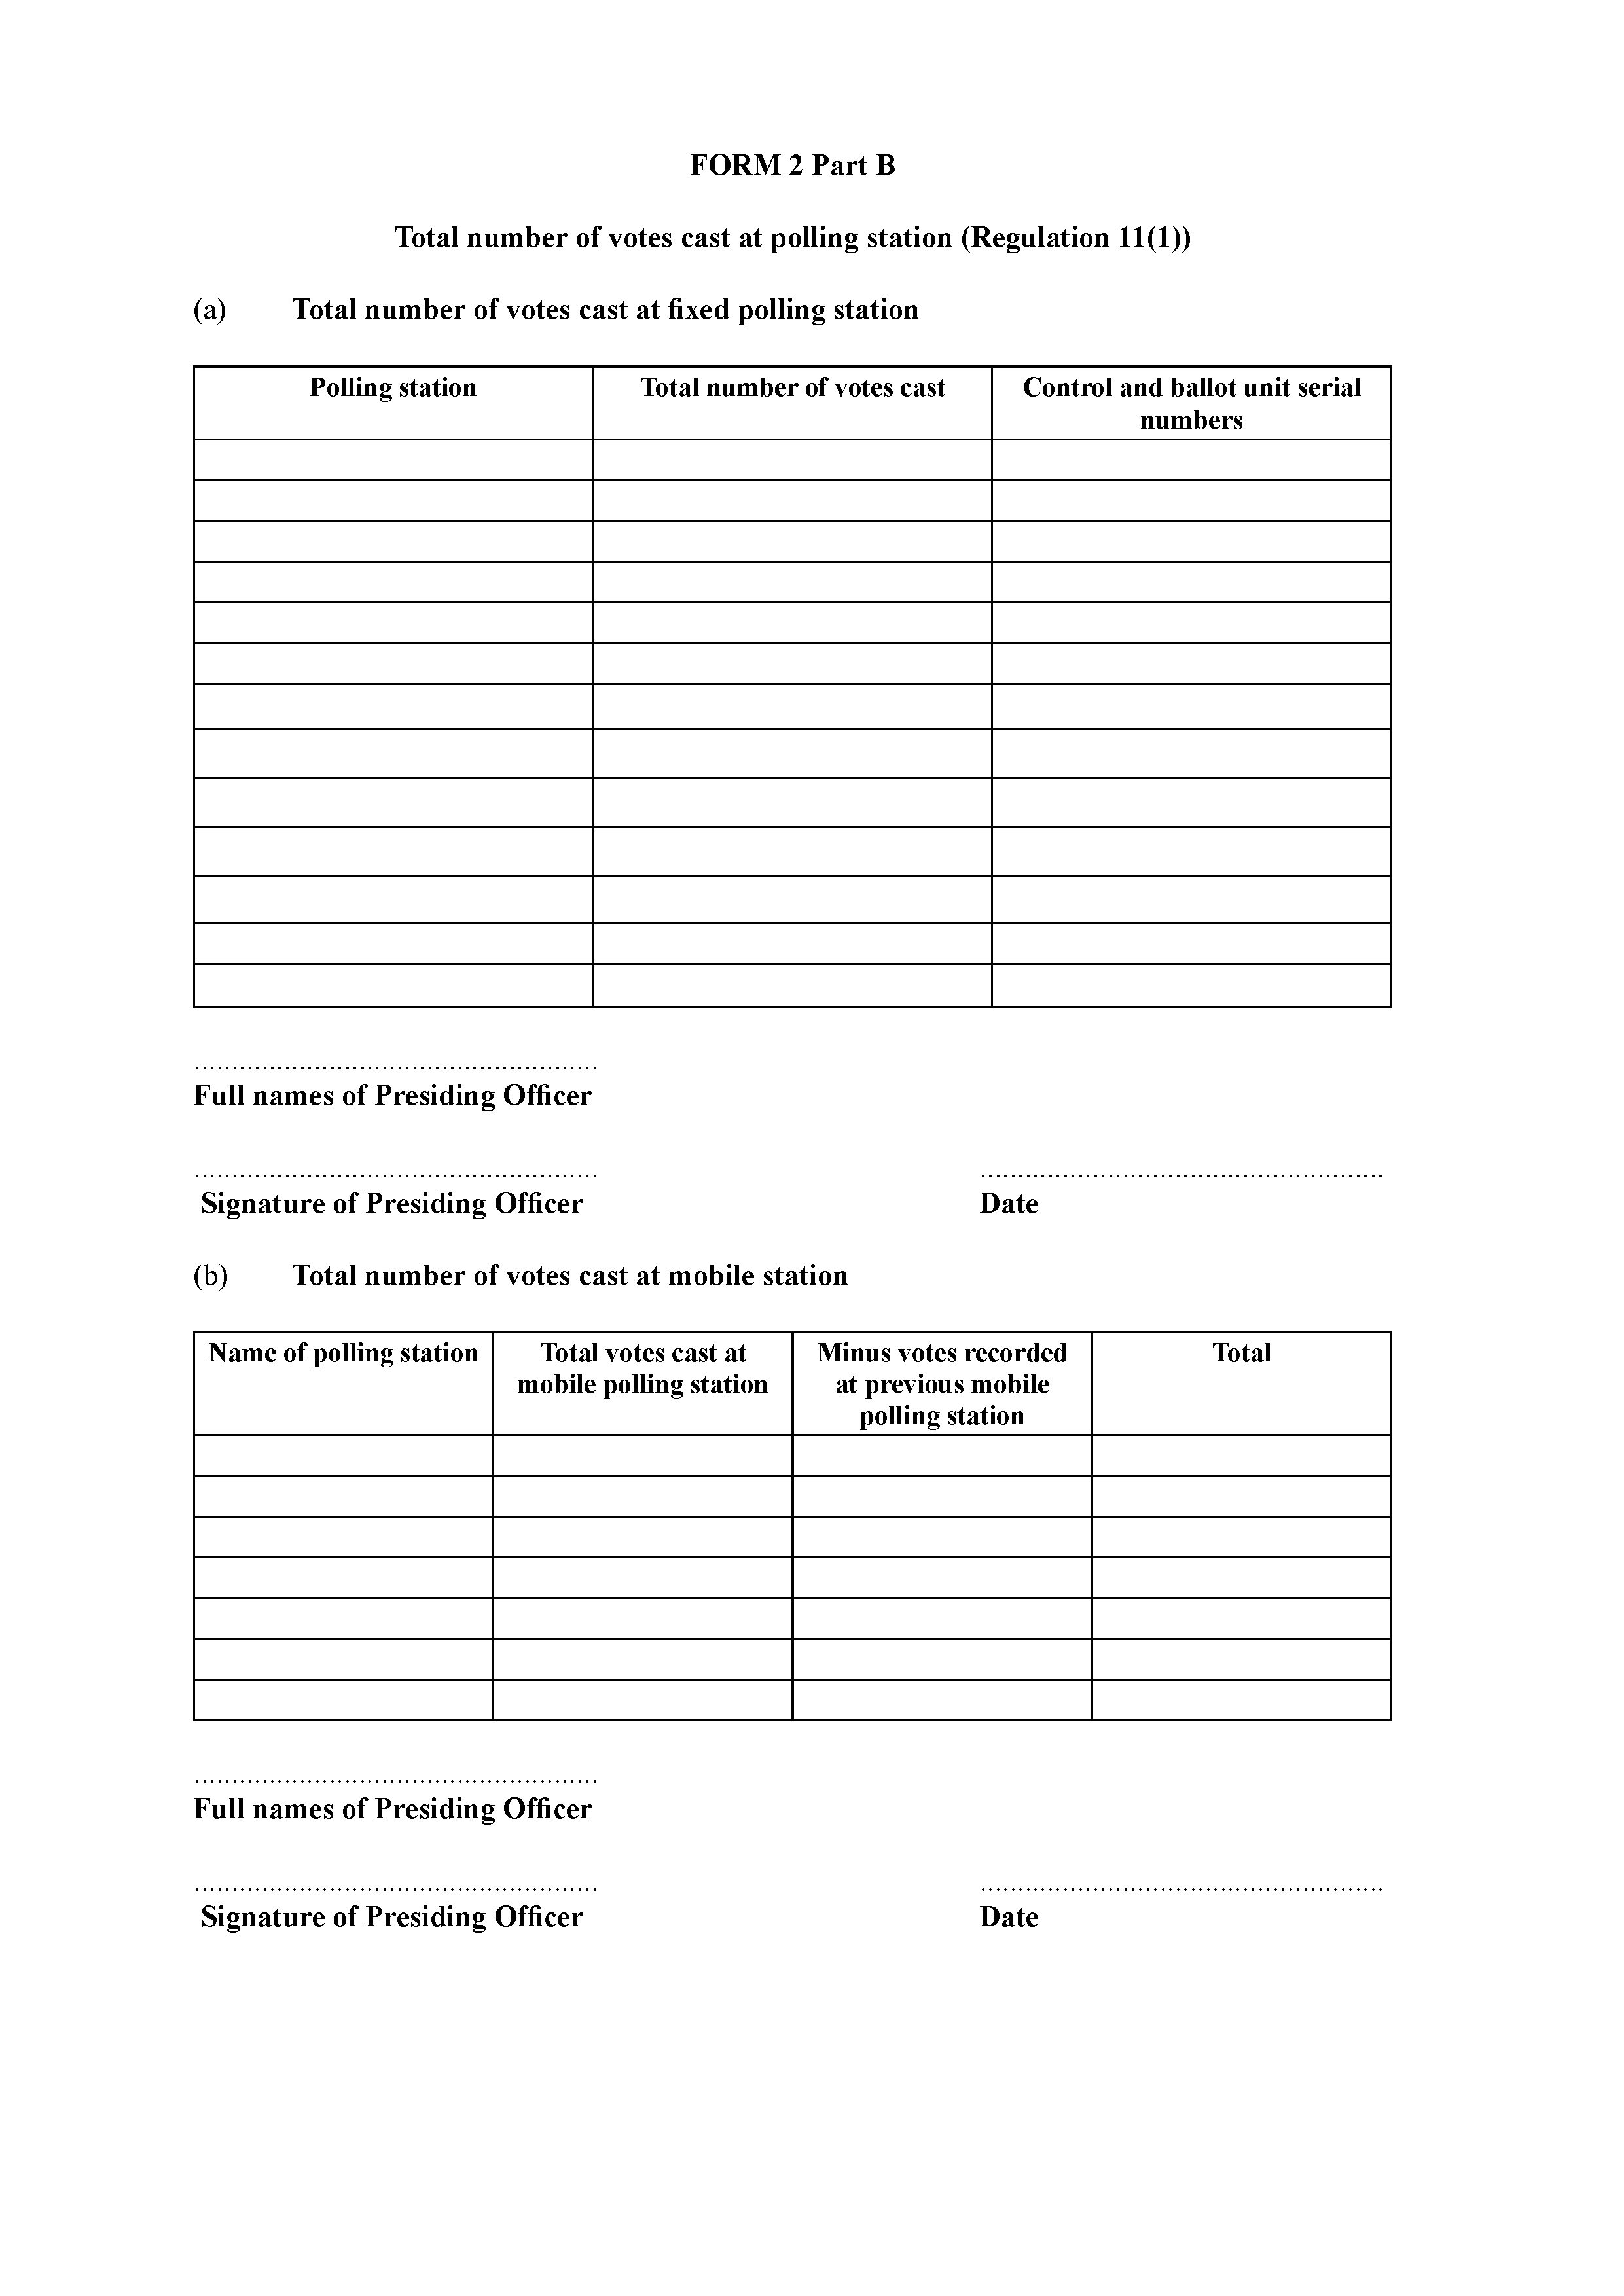 FORM 2 Part B
Total number of votes cast at polling station (Regulation 11(1))
(a) Total number of votes cast at fixed polling station
Polling station Total number of votes cast Control and ballot unit serial
numbers
......................................................
Full names of Presiding Officer
...................................................... ......................................................
Signature of Presiding Officer Date
(b) Total number of votes cast at mobile station
Name of polling station Total votes cast at Minus votes recorded Total
mobile polling station at previous mobile
polling station
......................................................
Full names of Presiding Officer
...................................................... ......................................................
Signature of Presiding Officer Date